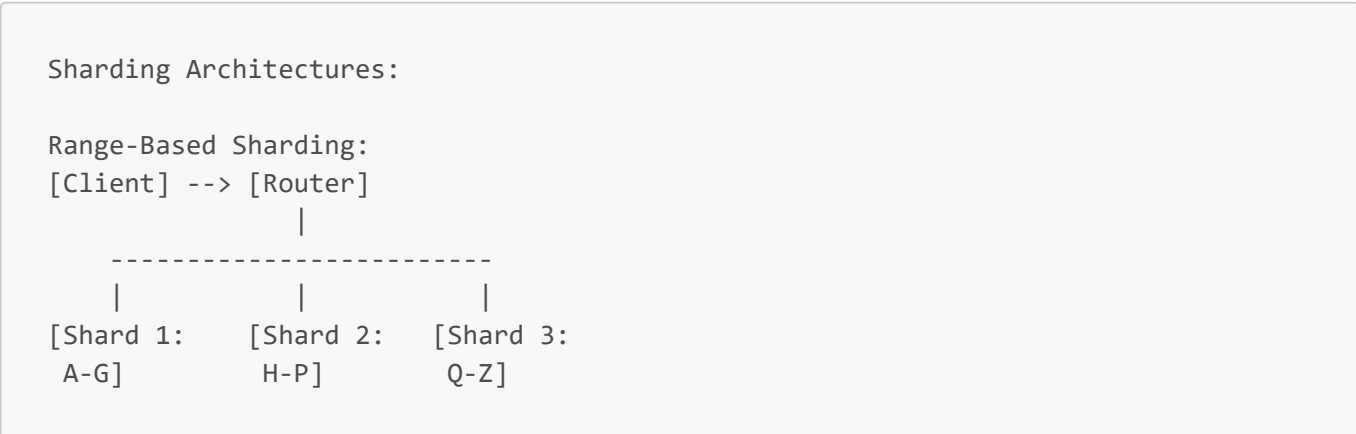 Sharding Architectures:
Range-Based Sharding:
[Client] --> [Router]
|
-------------------------
| | |
[Shard 1: [Shard 2: [Shard 3:
A-G] H-P] Q-Z]